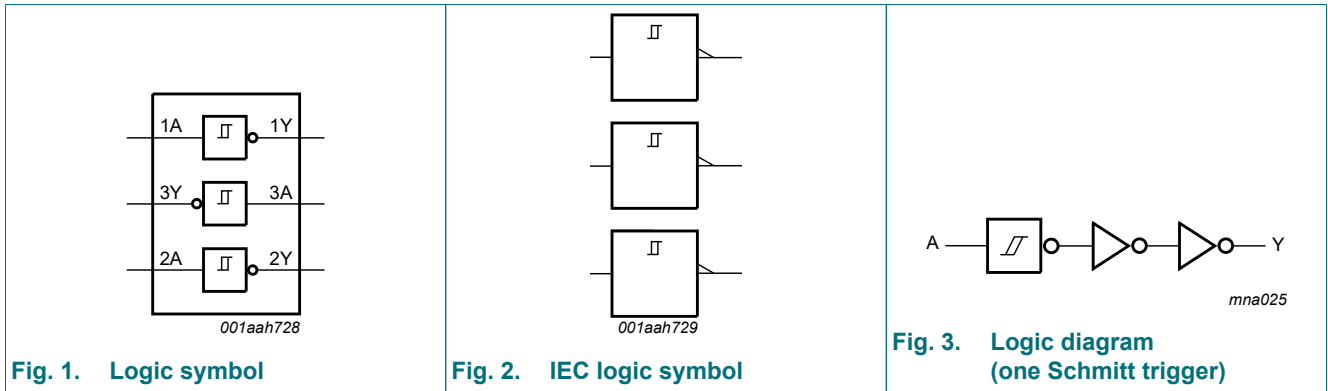 1A 1Y
3Y 3A
2A 2Y
001aah728
Fig. 1. Logic symbol
001aah729
Fig. 2. IEC logic symbol
A Y
mna025
Fig. 3. Logic diagram
(one Schmitt trigger)